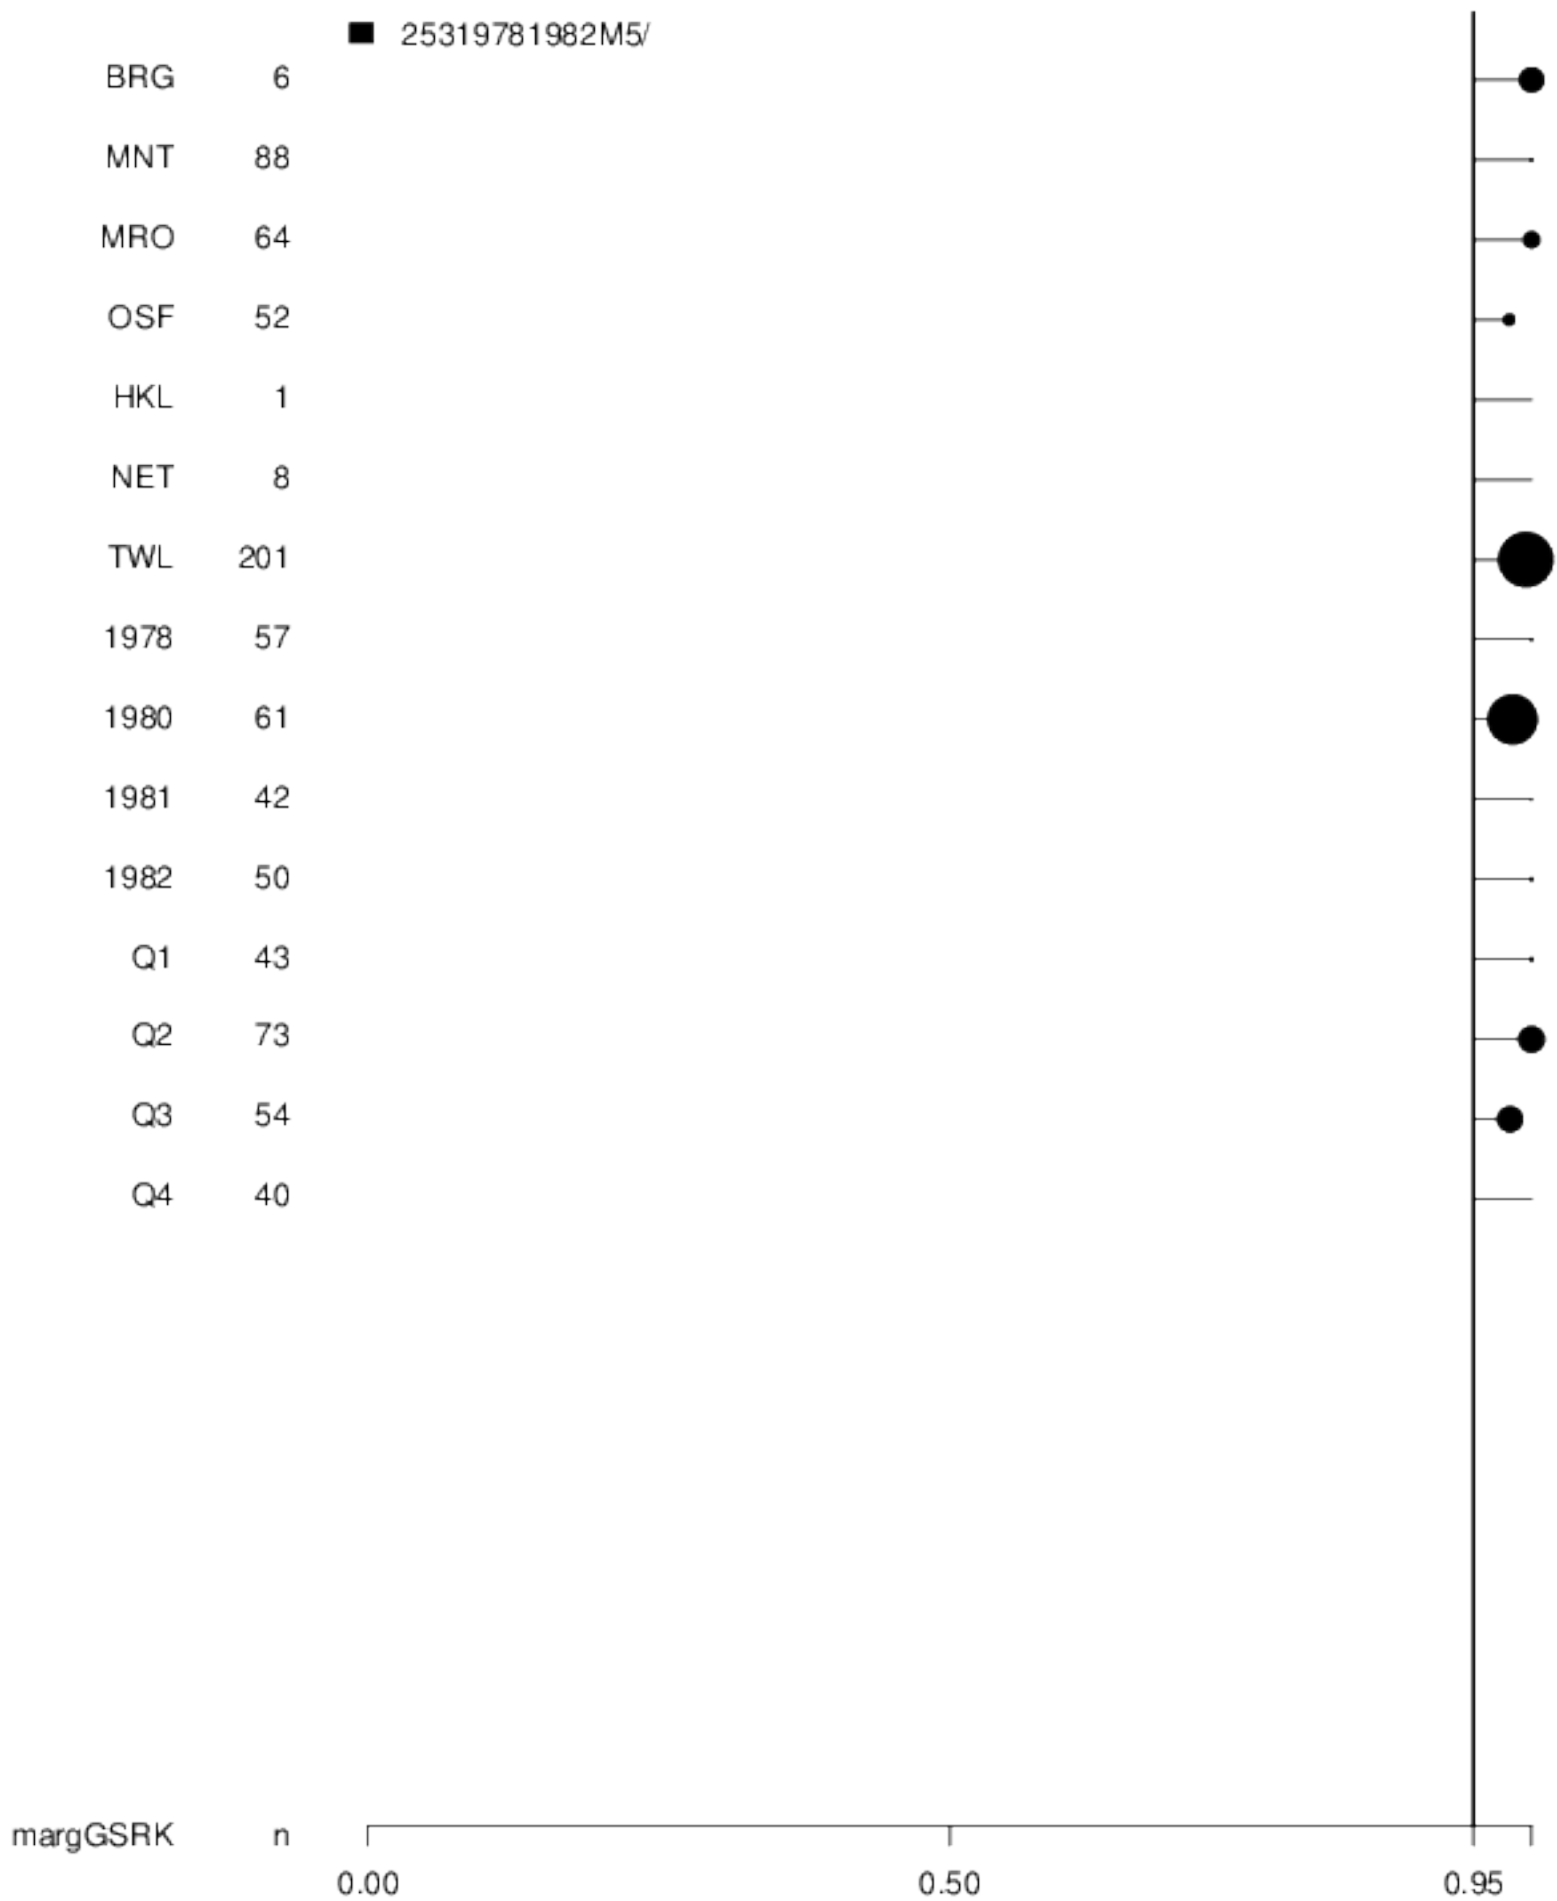 25319781982M5/
BRG 6
MNT 88
MRO 64
OSF 52
HKL 1
NET 8
TWL 201
1978 57
1980 61
1981 42
1982 50
Q1 43
Q2 73
Q3 54
Q4 40
margGSRK n
0.00 0.50 0.95